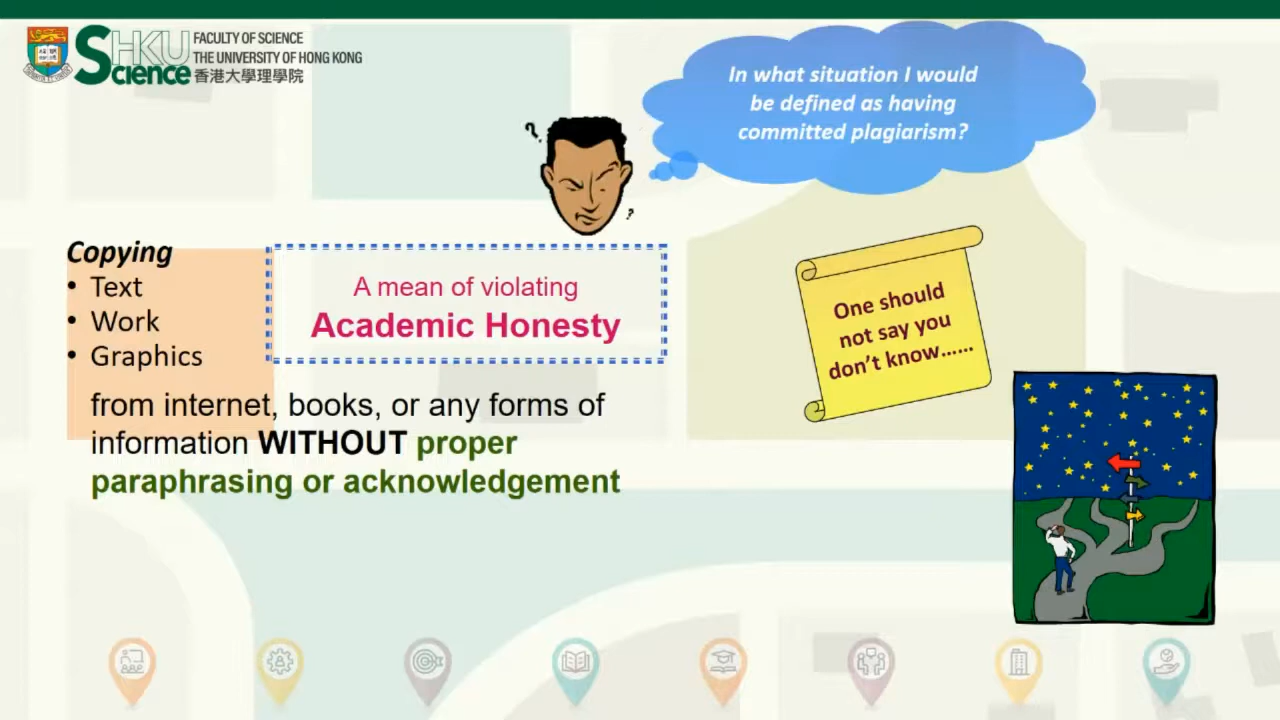 SHKU
Science
FACULTY OF SCIENCE
THE UNIVERSITY OF HONG KONG
香港大學理學院
In what situation I would
be defined as having
committed plagiarism?
?
?
Copying
• Text
• Work
• Graphics
A mean of violating
Academic Honesty
from internet, books, or any forms of
information WITHOUT proper
paraphrasing or acknowledgement
One should
not say you
don’t know……